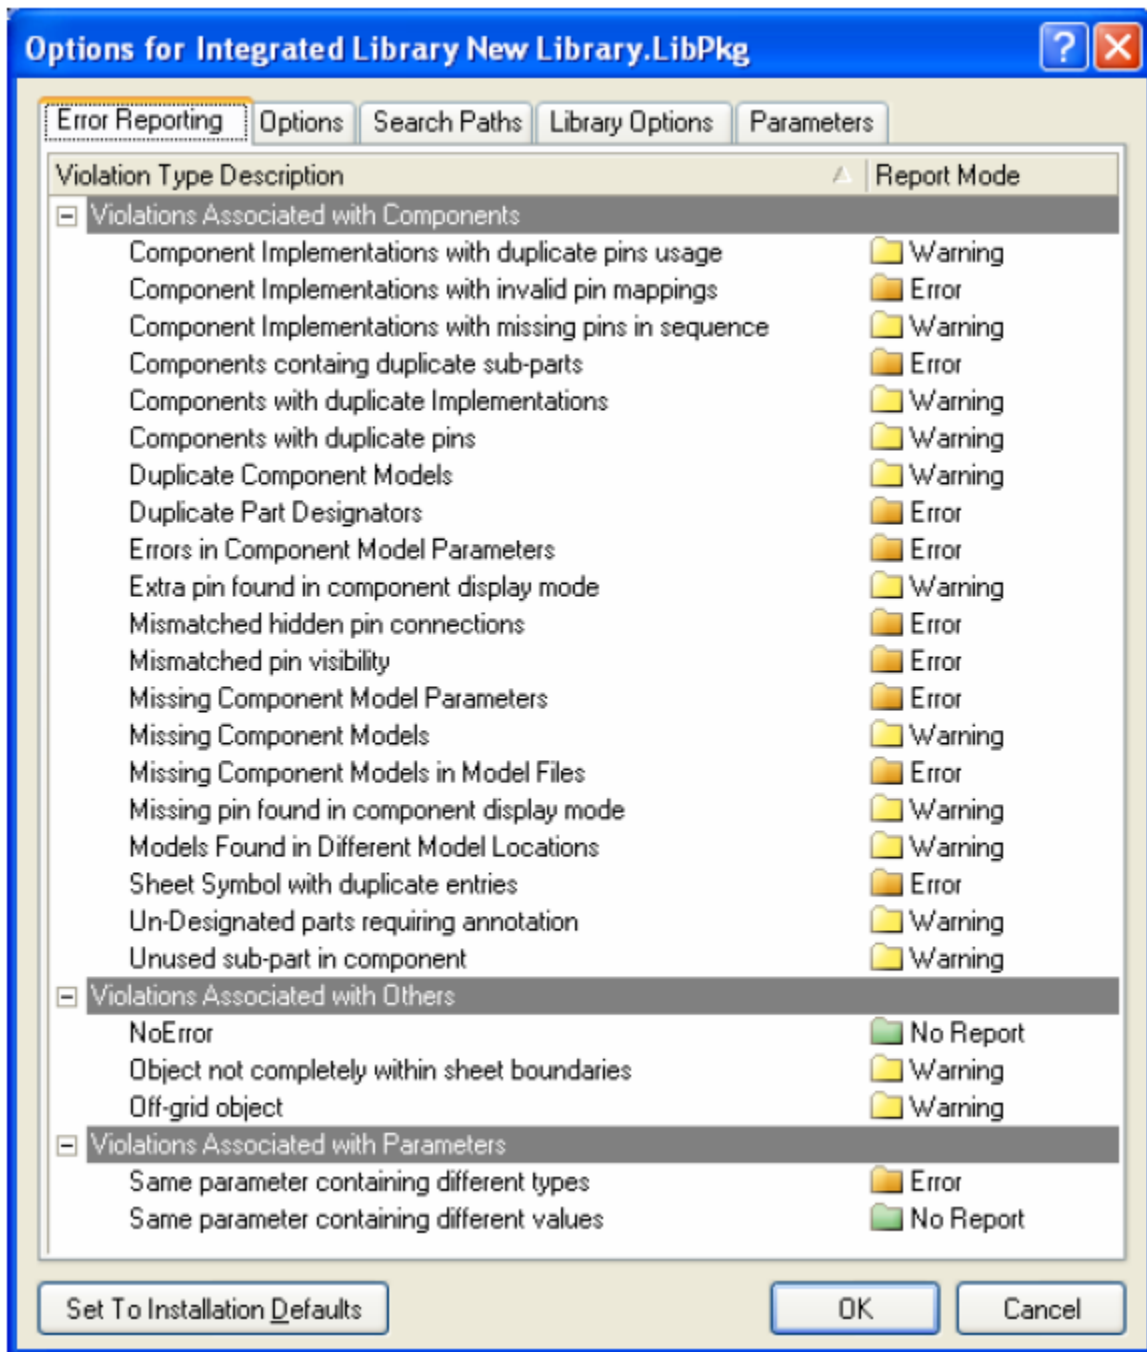 Options for Integrated Library New Library.LibPkg
Error Reporting Options Search Paths Library Options Parameters
Violation Type Description Report Mode
Violations Associated with Components
Component Implementations with duplicate pins usage Warning
Component Implementations with invalid pin mappings Error
Component Implementations with missing pins in sequence Warning
Components containg duplicate sub-parts Error
Components with duplicate Implementations Warning
Components with duplicate pins Warning
Duplicate Component Models Warning
Duplicate Part Designators Error
Errors in Component Model Parameters Error
Extra pin found in component display mode Warning
Mismatched hidden pin connections Error
Mismatched pin visibility Error
Missing Component Model Parameters Error
Missing Component Models Warning
Missing Component Models in Model Files Error
Missing pin found in component display mode Warning
Models Found in Different Model Locations Warning
Sheet Symbol with duplicate entries Error
Un-Designated parts requiring annotation Warning
Unused sub-part in component Warning
Violations Associated with Others
NoError No Report
Object not completely within sheet boundaries Warning
Off-grid object Warning
Violations Associated with Parameters
Same parameter containing different types Error
Same parameter containing different values No Report
Set To Installation Defaults OK Cancel